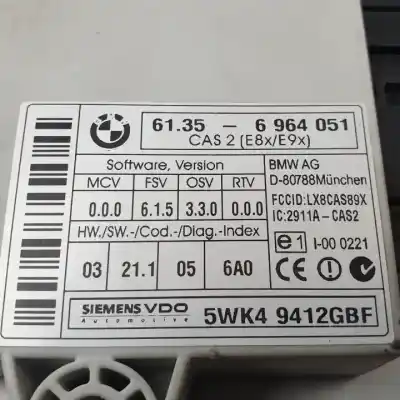 BMW
61.35 - 6 964 051
CAS 2 (E8x/E9x)
Software, Version
MCV FSV OSV RTV
0.0.0 6.1.5 3.3.0 0.0.0
HW./SW.-/Cod.-/Diag.-Index
03 21.1 05 6A0
BMW AG
D-80788München
FCCID:LX8CAS89X
IC:2911A-CAS2
e1 I-00 0221
CE
SIEMENS VDO
Automotive
5WK4 9412GBF